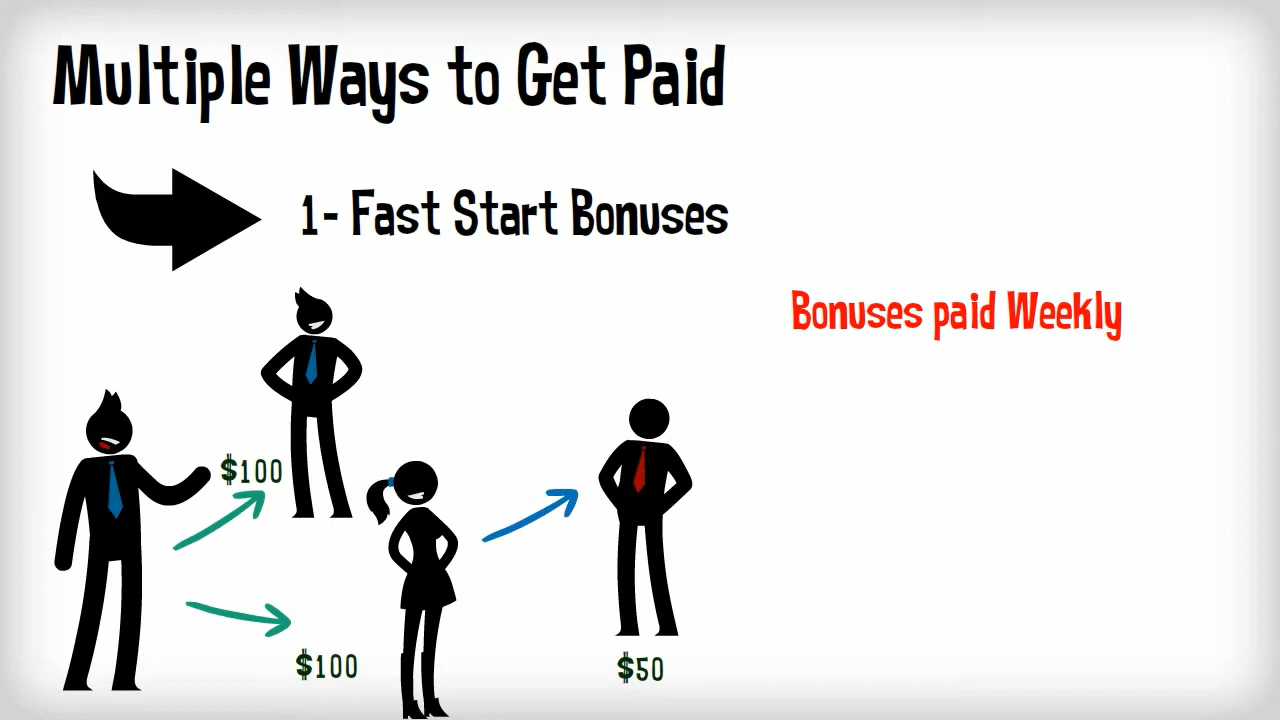 Multiple Ways to Get Paid
1- Fast Start Bonuses
Bonuses paid Weekly
$100
$100
$50